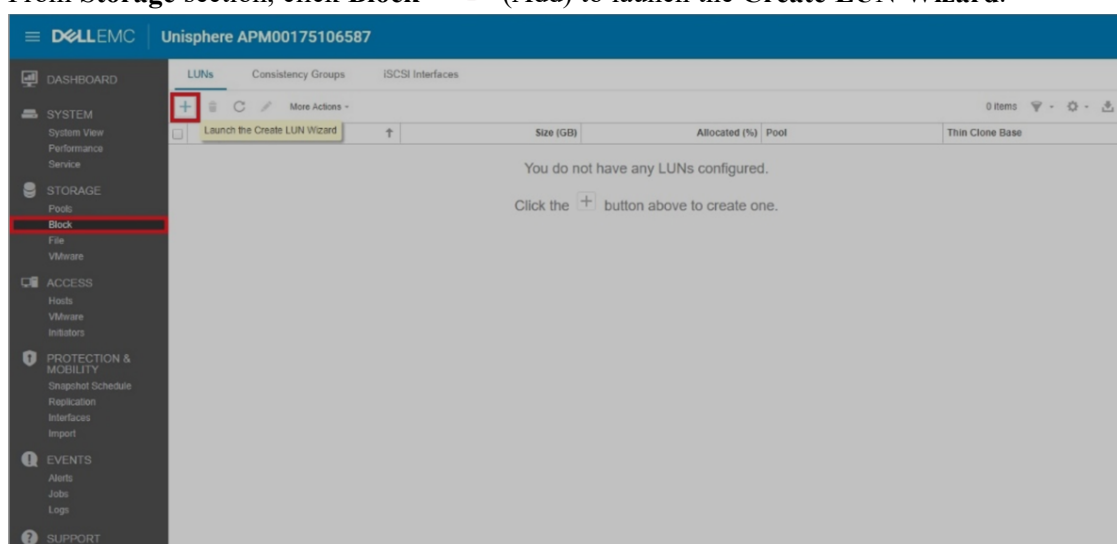 From Storage section, click Block (Add) to launch the Create LUN Wizard.
DELLEMC Unisphere APM00175106587
DASHBOARD
SYSTEM
System View
Performance
Service
STORAGE
Pools
Block
File
VMware
ACCESS
Hosts
VMware
Initiators
PROTECTION &
MOBILITY
Snapshot Schedule
Replication
Interfaces
Import
EVENTS
Alerts
Jobs
Logs
SUPPORT
LUNs Consistency Groups iSCSI Interfaces
More Actions 0 items
Launch the Create LUN Wizard
Size (GB) Allocated (%) Pool Thin Clone Base
You do not have any LUNs configured.
Click the + button above to create one.